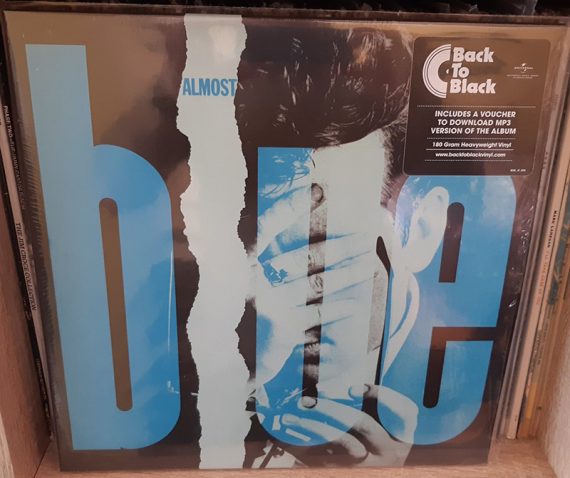 ALMOST
blue
Back
To
Black
INCLUDES A VOUCHER
TO DOWNLOAD MP3
VERSION OF THE ALBUM
180 Gram Heavyweight Vinyl
www.backtoblackvinyl.com
UNIVERSAL